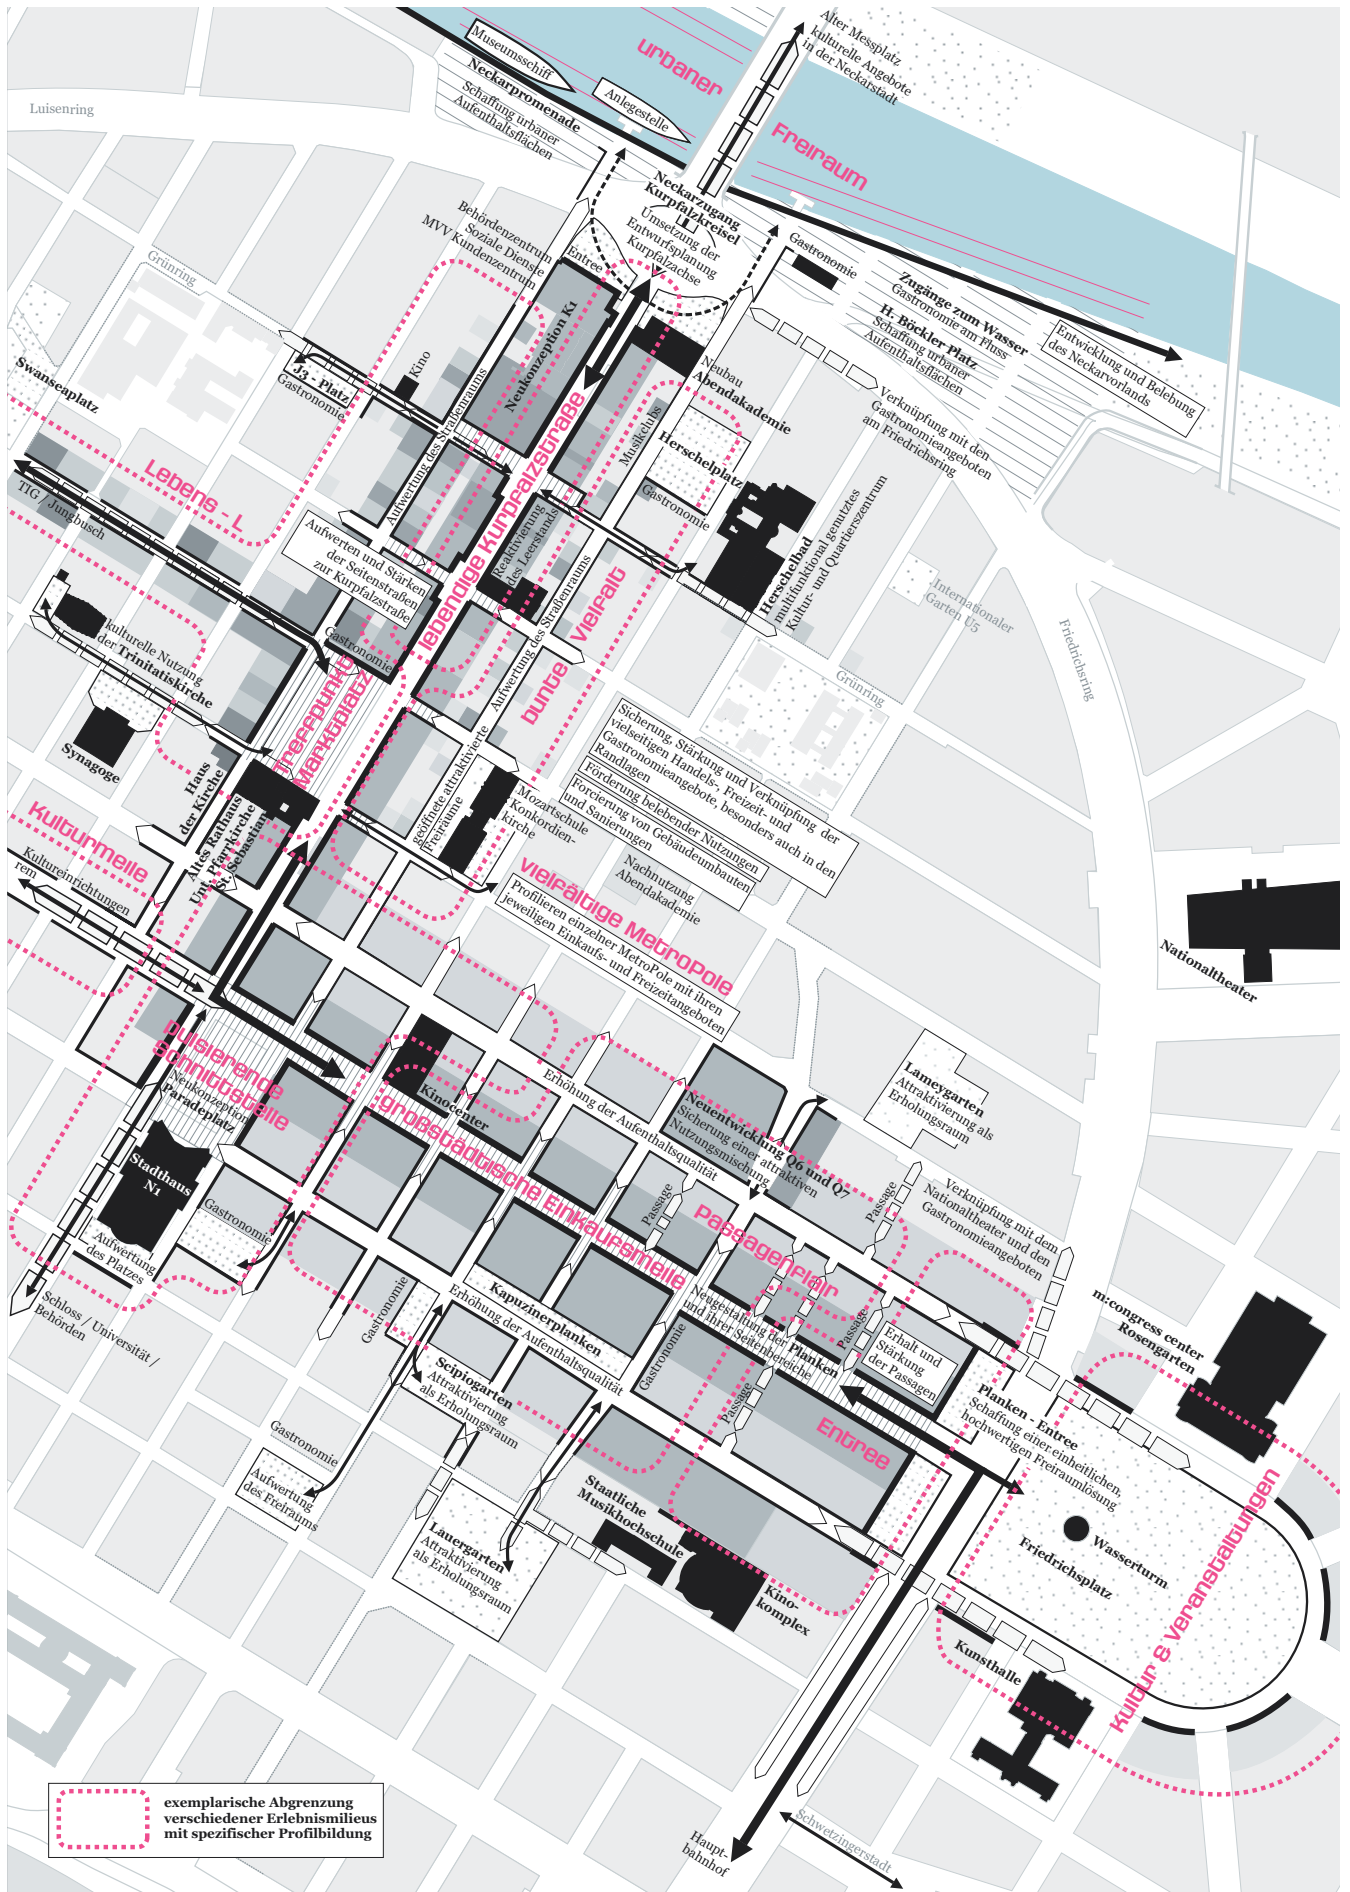 Alter Messplatz
kulturelle Angebote
in der Neckarstadt
Museumsschiff
Anlegestelle
urbaner
Freiraum
Neckarpromenade
Schaffung urbaner
Aufenthaltsflächen
Luisenring
Neckarzugang
Kurpfalzkreisel
Umsetzung der
Entwurfsplanung
Kurpfalzachse
Behördenzentrum
Soziale Dienste
MVV Kundenzentrum
Entree
Gastronomie
Zugänge zum Wasser
Gastronomie am Fluss
H. Böckler Platz
Schaffung urbaner
Aufenthaltsflächen
Entwicklung und Belebung
des Neckarvorlands
Verknüpfung mit den
Gastronomieangeboten
am Friedrichsring
Grünring
Swanseaplatz
J3 - Platz
Gastronomie
Kino
Neukonzeption K1
Aufwertung des Straßenraums
Neubau
Abendakademie
Musikclubs
Herschelplatz
Gastronomie
Herschelbad
multifunktional genutztes
Kultur- und Quartierszentrum
Internationaler
Garten U5
Friedrichsring
Grünring
Lebens - L
TIG / Jungbusch
Aufwerten und Stärken
der Seitenstraßen
zur Kurpfalzstraße
lebendige Kurpfalzstraße
Reaktivierung
des Leerstands
Aufwertung des Straßenraums
bunte Vielfalt
Gastronomie
kulturelle Nutzung
der Trinitatiskirche
Synagoge
Treffpunkt
Marktplatz
Haus
der Kirche
Altes Rathaus
Unt. Pfarrkirche
St. Sebastian
geöffnete attraktivierte
Freiräume
Mozartschule
Konkordien-
kirche
Sicherung, Stärkung und Verknüpfung der
vielseitigen Handels-, Freizeit- und
Gastronomieangebote, besonders auch in den
Randlagen
Förderung belebender Nutzungen
Forcierung von Gebäudeumbauten
und Sanierungen
Nachnutzung
Abendakademie
vielfältige MetroPole
Profilieren einzelner MetroPole mit ihren
jeweiligen Einkaufs- und Freizeitangeboten
Kulturmeile
Kultureinrichtungen
rem
Nationaltheater
pulsierende
Schnittstelle
Neukonzeption
Paradeplatz
Stadthaus
N1
Gastronomie
Aufwertung
des Platzes
Schloss / Universität /
Behörden
Kinocenter
großstädtische Einkaufsmeile
Erhöhung der Aufenthaltsqualität
Neuentwicklung Q6 und Q7
Sicherung einer attraktiven
Nutzungsmischung
Lameygarten
Attraktivierung als
Erholungsraum
Verknüpfung mit dem
Nationaltheater und den
Gastronomieangeboten
Passage
Passage
Passagenflair
Kapuzinerplanken
Erhöhung der Aufenthaltsqualität
Gastronomie
Gastronomie
Neugestaltung der Planken
und ihrer Seitenbereiche
Passage
Passage
Erhalt und
Stärkung
der Passagen
m:congress center
Rosengarten
Scipiogarten
Attraktivierung
als Erholungsraum
Entree
Planken - Entree
Schaffung einer einheitlichen,
hochwertigen Freiraumlösung
Gastronomie
Aufwertung
des Freiraums
Lauergarten
Attraktivierung
als Erholungsraum
Staatliche
Musikhochschule
Kino-
komplex
Wasserturm
Friedrichsplatz
Kultur & Veranstaltungen
Kunsthalle
Haupt-
bahnhof
Schwetzingerstadt
exemplarische Abgrenzung
verschiedener Erlebnismilieus
mit spezifischer Profilbildung